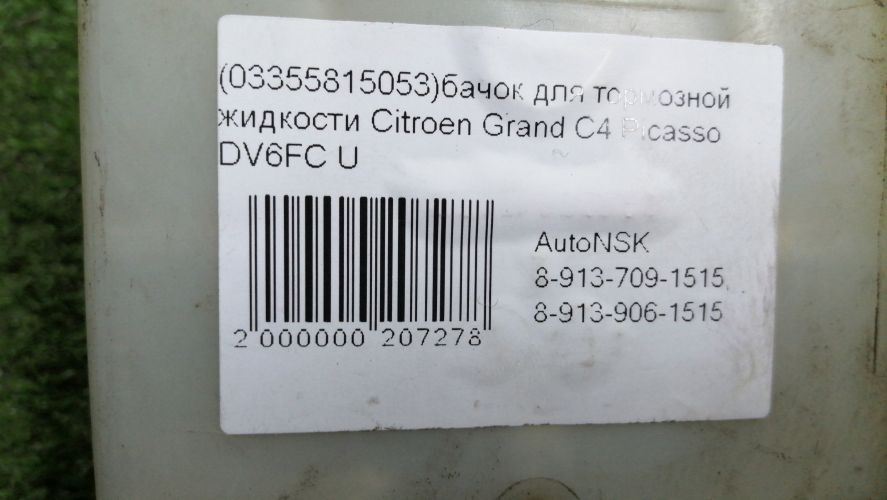 (03355815053)бачок для тормозной
жидкости Citroen Grand C4 Picasso
DV6FC U
AutoNSK
8-913-709-1515
8-913-906-1515
2 000000 207278